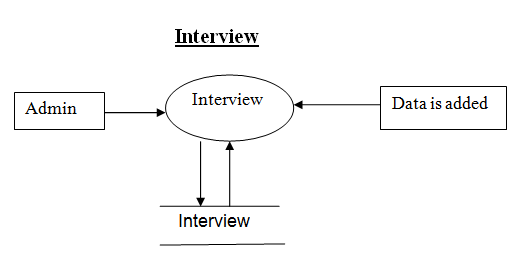 Interview
Admin
Interview
Data is added
Interview